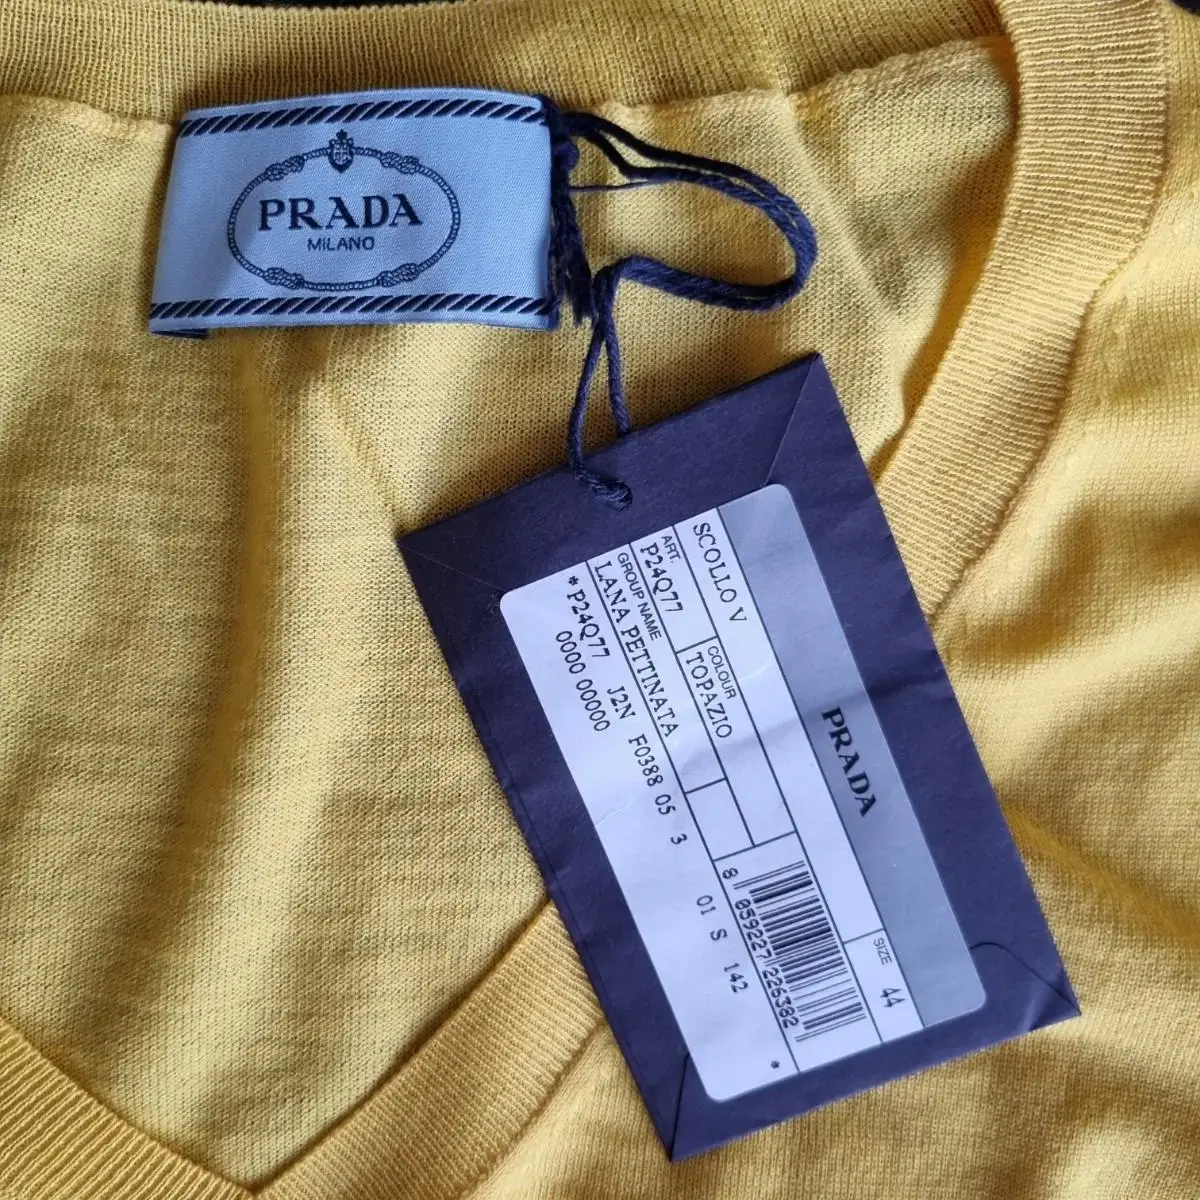 PRADA
MILANO
PRADA
SCOLLO V
SIZE
44
ART.
P24Q77
COLOUR
TOPAZIO
GROUP NAME
LANA PETTINATA
*P24Q77 J2N F0388 05 3 01 S 142 *
0000 00000
8 059227 226382